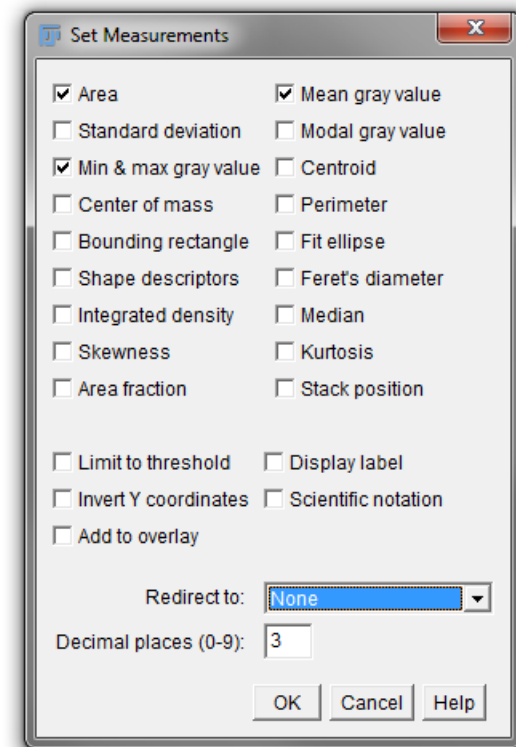 Set Measurements
Area Mean gray value
Standard deviation Modal gray value
Min & max gray value Centroid
Center of mass Perimeter
Bounding rectangle Fit ellipse
Shape descriptors Feret's diameter
Integrated density Median
Skewness Kurtosis
Area fraction Stack position
Limit to threshold Display label
Invert Y coordinates Scientific notation
Add to overlay
Redirect to: None
Decimal places (0-9): 3
OK Cancel Help